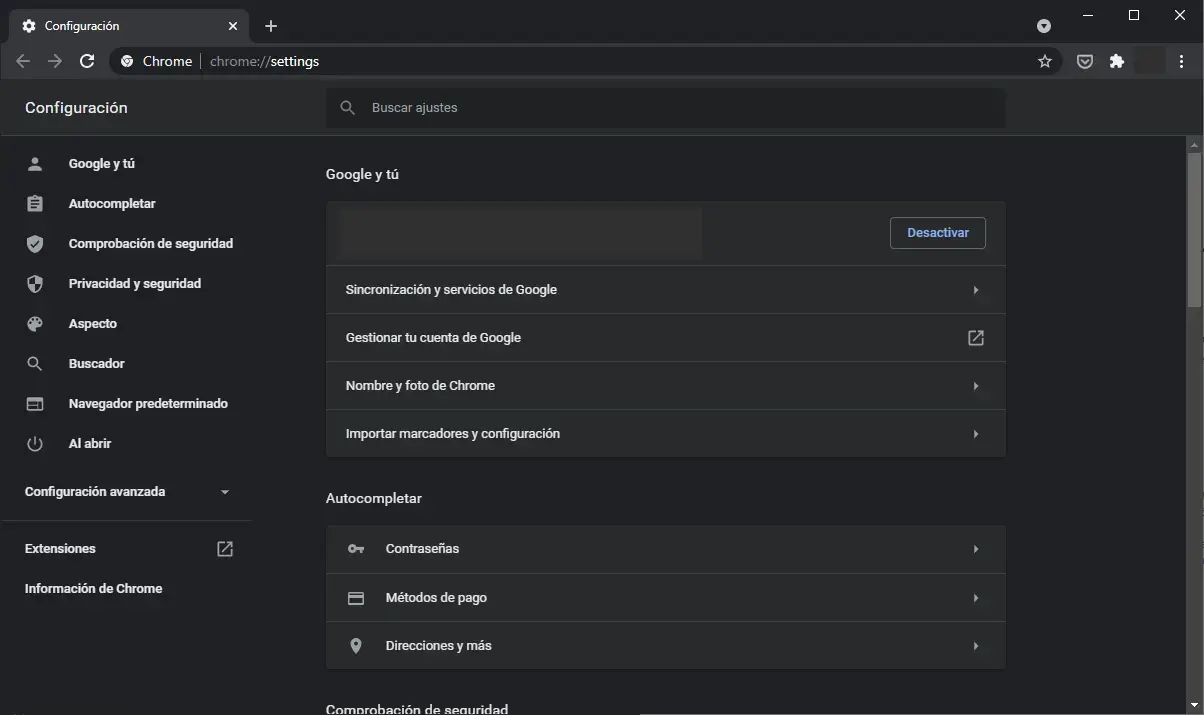 Configuración
Chrome chrome://settings
Configuración
Buscar ajustes
Google y tú
Autocompletar
Comprobación de seguridad
Privacidad y seguridad
Aspecto
Buscador
Navegador predeterminado
Al abrir
Configuración avanzada
Extensiones
Información de Chrome
Google y tú
Desactivar
Sincronización y servicios de Google
Gestionar tu cuenta de Google
Nombre y foto de Chrome
Importar marcadores y configuración
Autocompletar
Contraseñas
Métodos de pago
Direcciones y más
Comprobación de seguridad